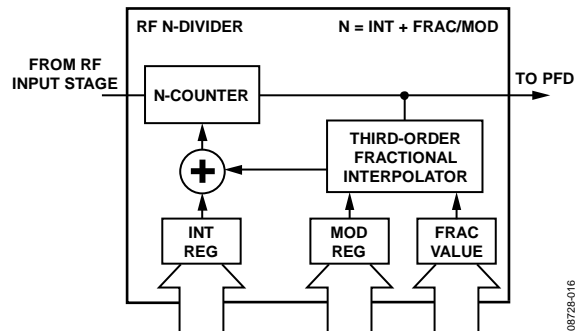 RF N-DIVIDER
N = INT + FRAC/MOD
FROM RF
INPUT STAGE
TO PFD
N-COUNTER
THIRD-ORDER
FRACTIONAL
INTERPOLATOR
+
INT
REG
MOD
REG
FRAC
VALUE
08728-016